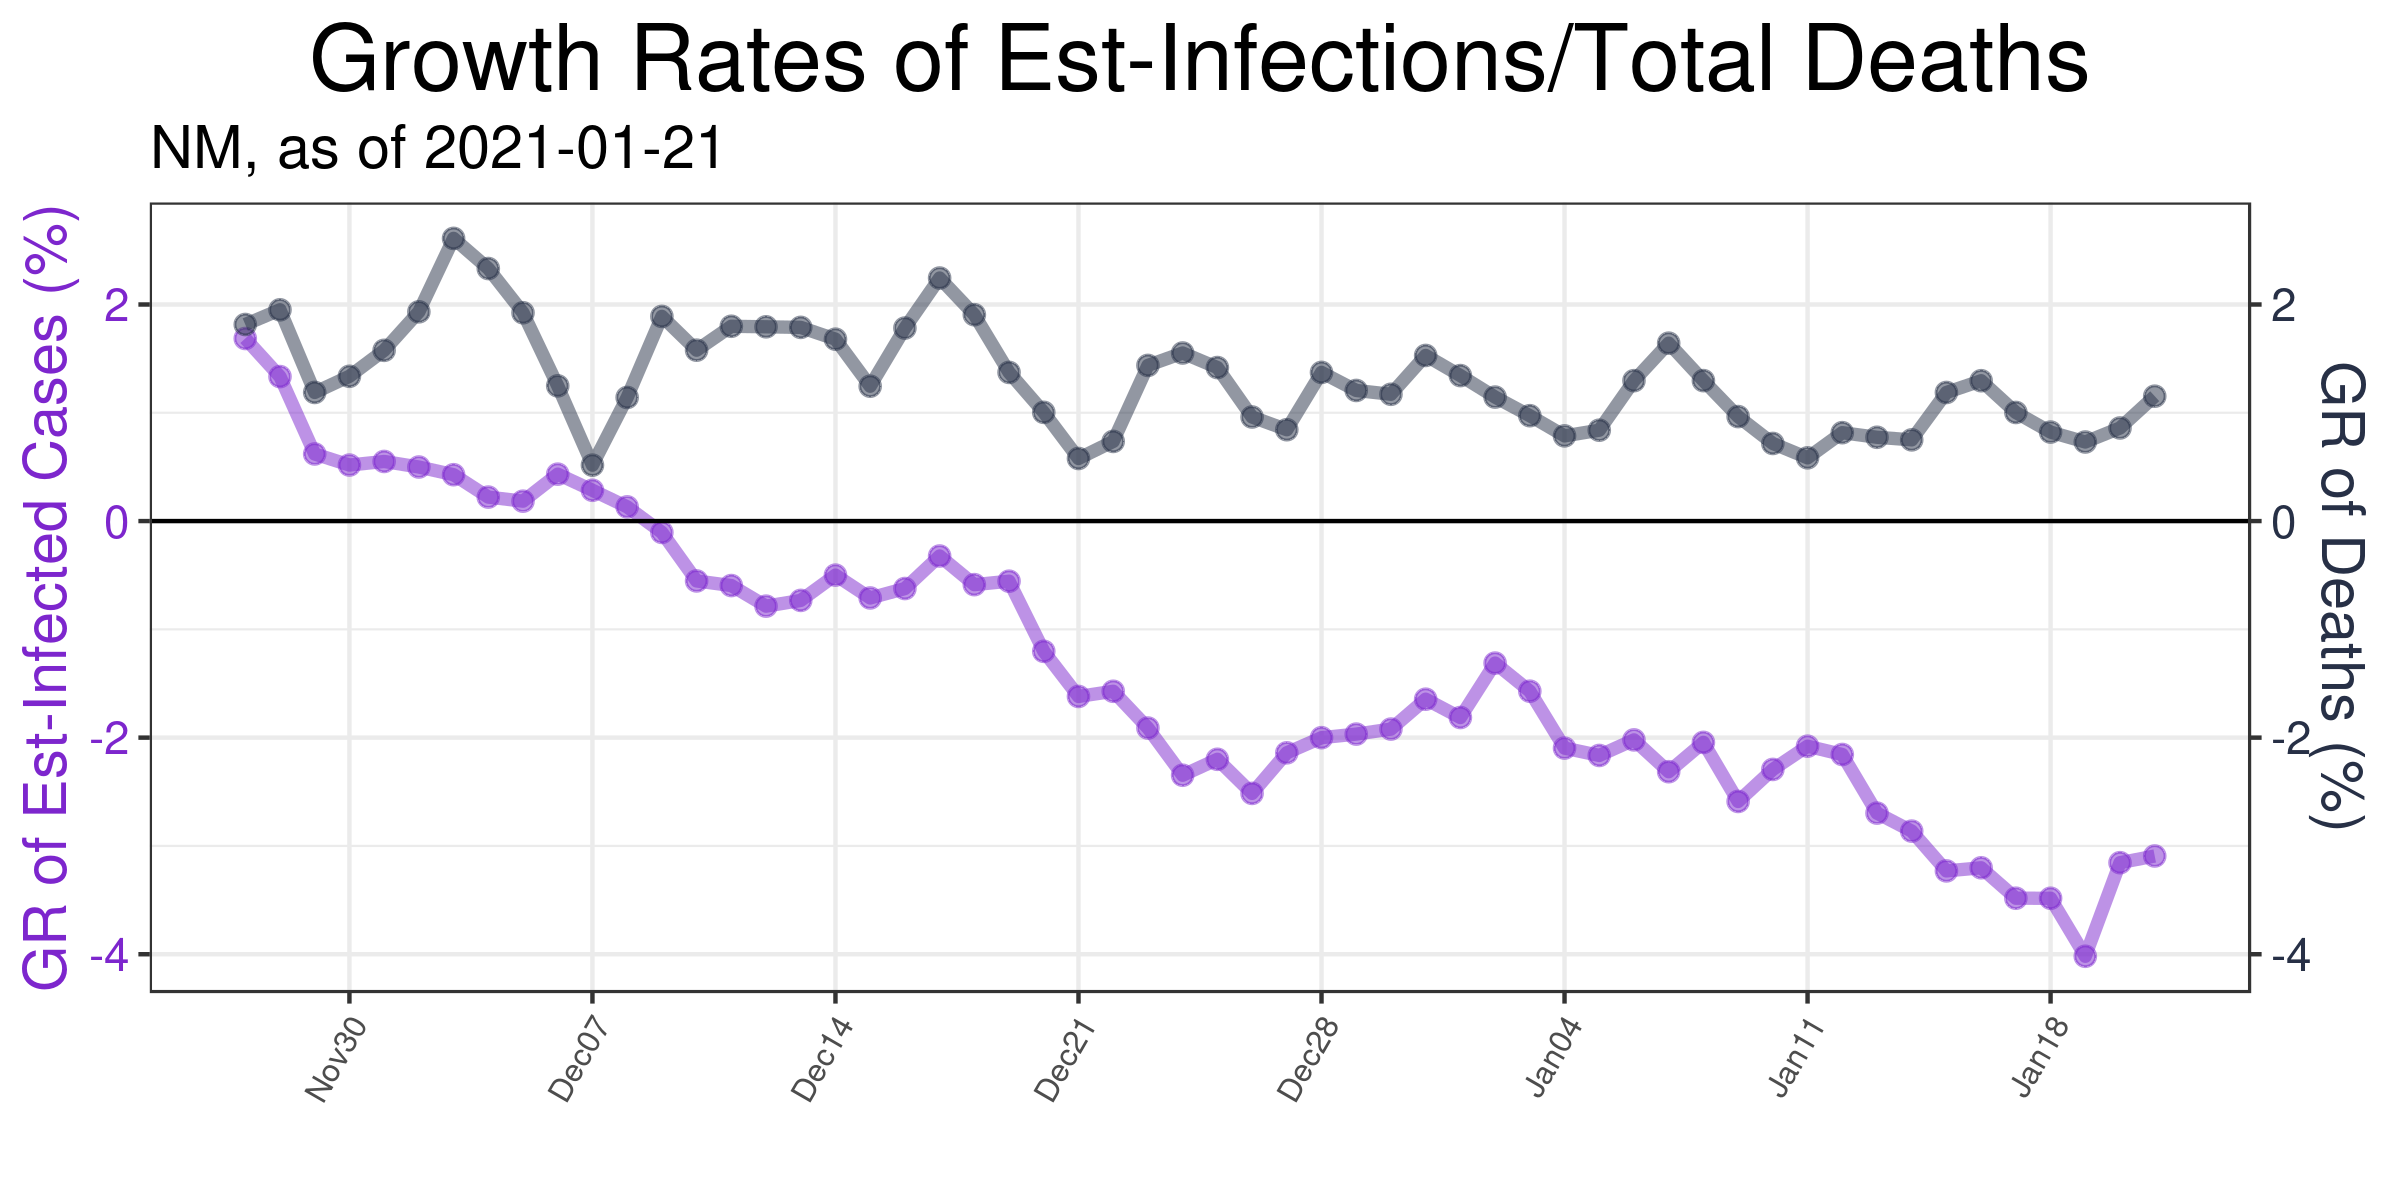 Growth Rates of Est-Infections/Total Deaths
NM, as of 2021-01-21
GR of Est-Infected Cases (%)
2
0
-2
-4
2
0
-2
-4
GR of Deaths (%)
Nov30
Dec07
Dec14
Dec21
Dec28
Jan04
Jan11
Jan18